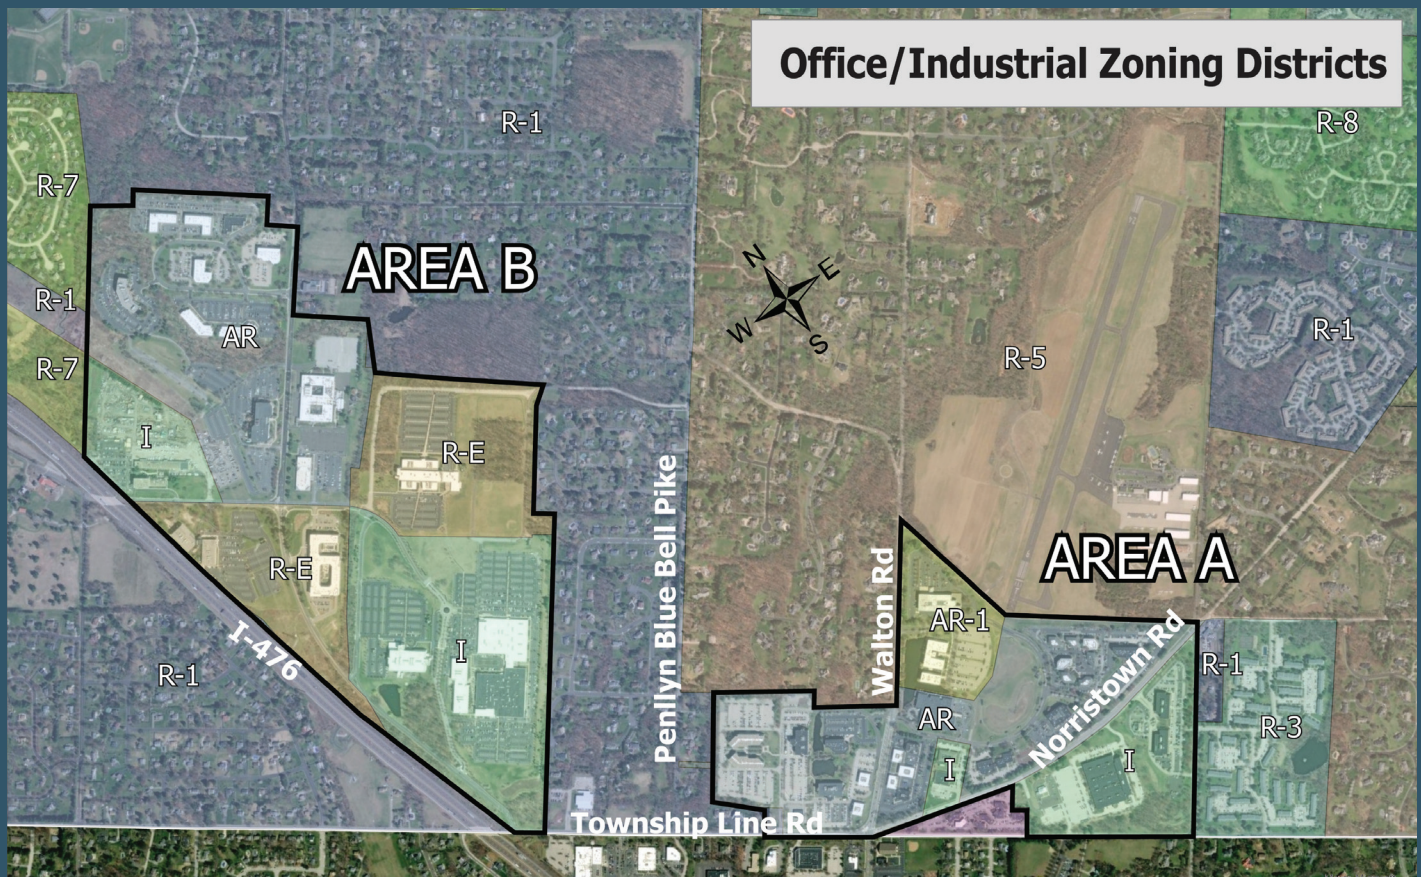 Office/Industrial Zoning Districts
R-1
R-8
R-7
AREA B
N
E
W
S
R-1
AR
R-1
R-7
R-5
I
R-E
Penllyn Blue Bell Pike
Walton Rd
AREA A
R-E
AR-1
I-476
I
R-1
Norristown Rd
R-1
AR
R-3
I
I
Township Line Rd